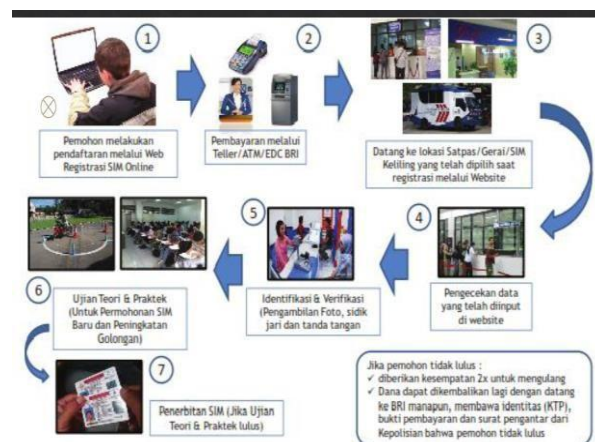 1
Pemohon melakukan
pendaftaran melalui Web
Registrasi SIM Online
2
Pembayaran melalui
Teller/ATM/EDC BRI
3
Datang ke lokasi Satpas/Gerai/SIM
Keliling yang telah dipilih saat
registrasi melalui Website
4
Pengecekan data
yang telah diinput
di website
5
Identifikasi & Verifikasi
(Pengambilan Foto, sidik
jari dan tanda tangan
6
Ujian Teori & Praktek
(Untuk Permohonan SIM
Baru dan Peningkatan
Golongan)
7
Penerbitan SIM (Jika Ujian
Teori & Praktek lulus)
Jika pemohon tidak lulus :
✓ diberikan kesempatan 2x untuk mengulang
✓ Dana dapat dikembalikan lagi dengan datang
ke BRI manapun, membawa identitas (KTP),
bukti pembayaran dan surat pengantar dari
Kepolisian bahwa pemohon tidak lulus